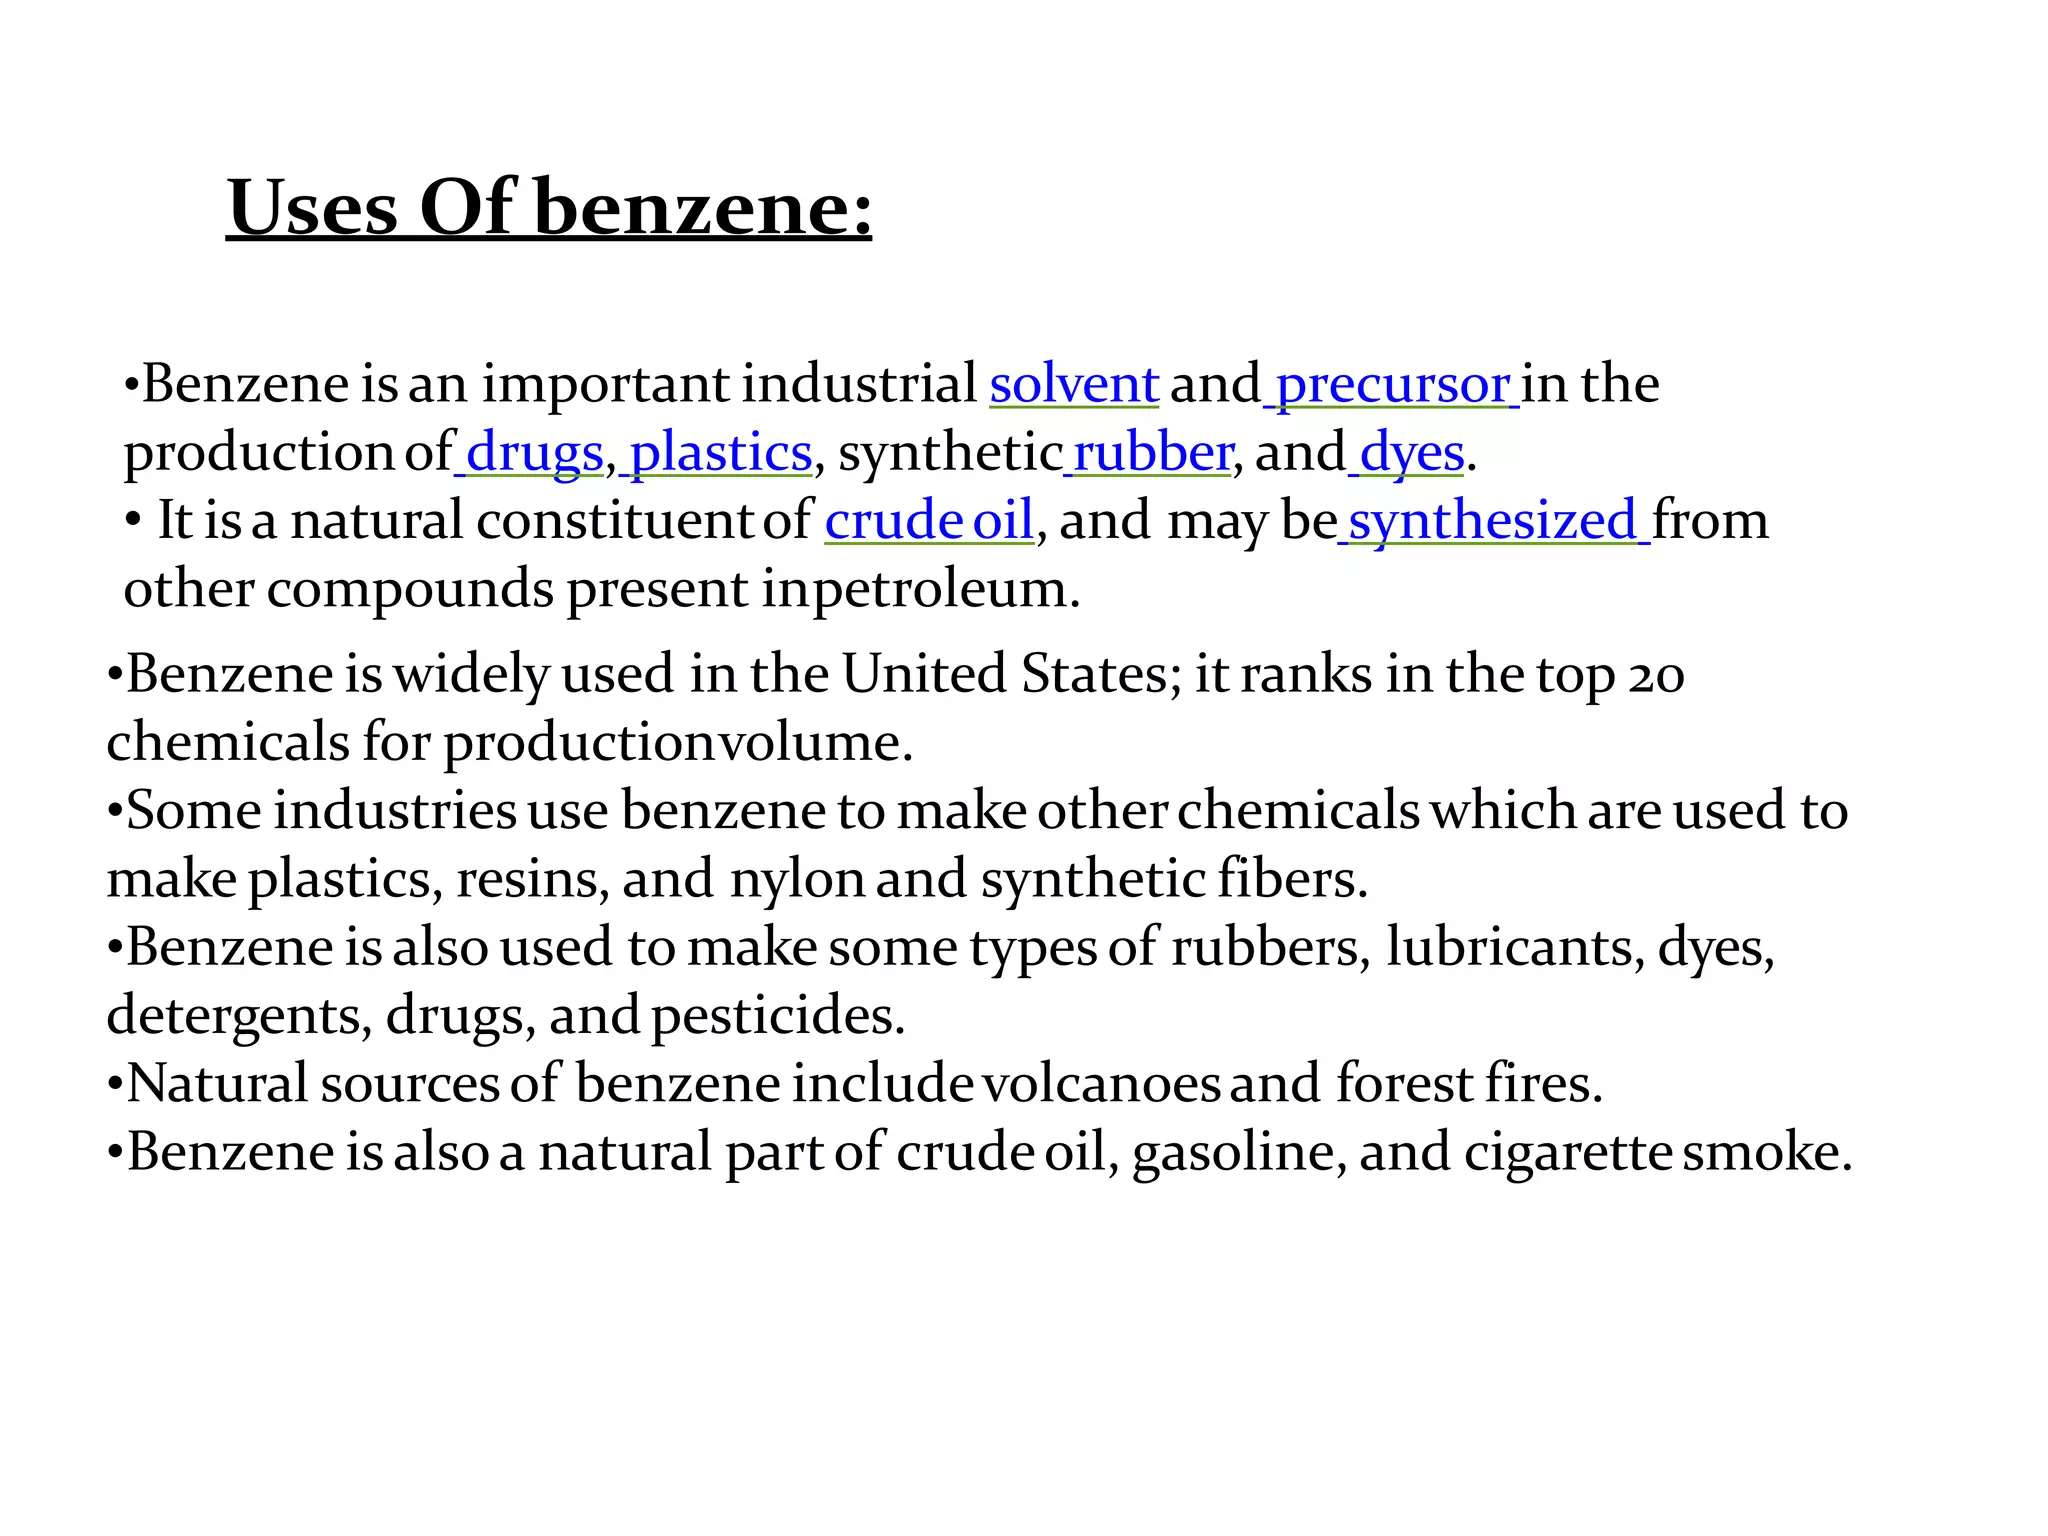 Uses Of benzene:
•Benzene is an important industrial solvent and precursor in the
production of drugs, plastics, synthetic rubber, and dyes.
• It is a natural constituent of crude oil, and may be synthesized from
other compounds present inpetroleum.
•Benzene is widely used in the United States; it ranks in the top 20
chemicals for productionvolume.
•Some industries use benzene to make other chemicals which are used to
make plastics, resins, and nylon and synthetic fibers.
•Benzene is also used to make some types of rubbers, lubricants, dyes,
detergents, drugs, and pesticides.
•Natural sources of benzene include volcanoes and forest fires.
•Benzene is also a natural part of crude oil, gasoline, and cigarette smoke.